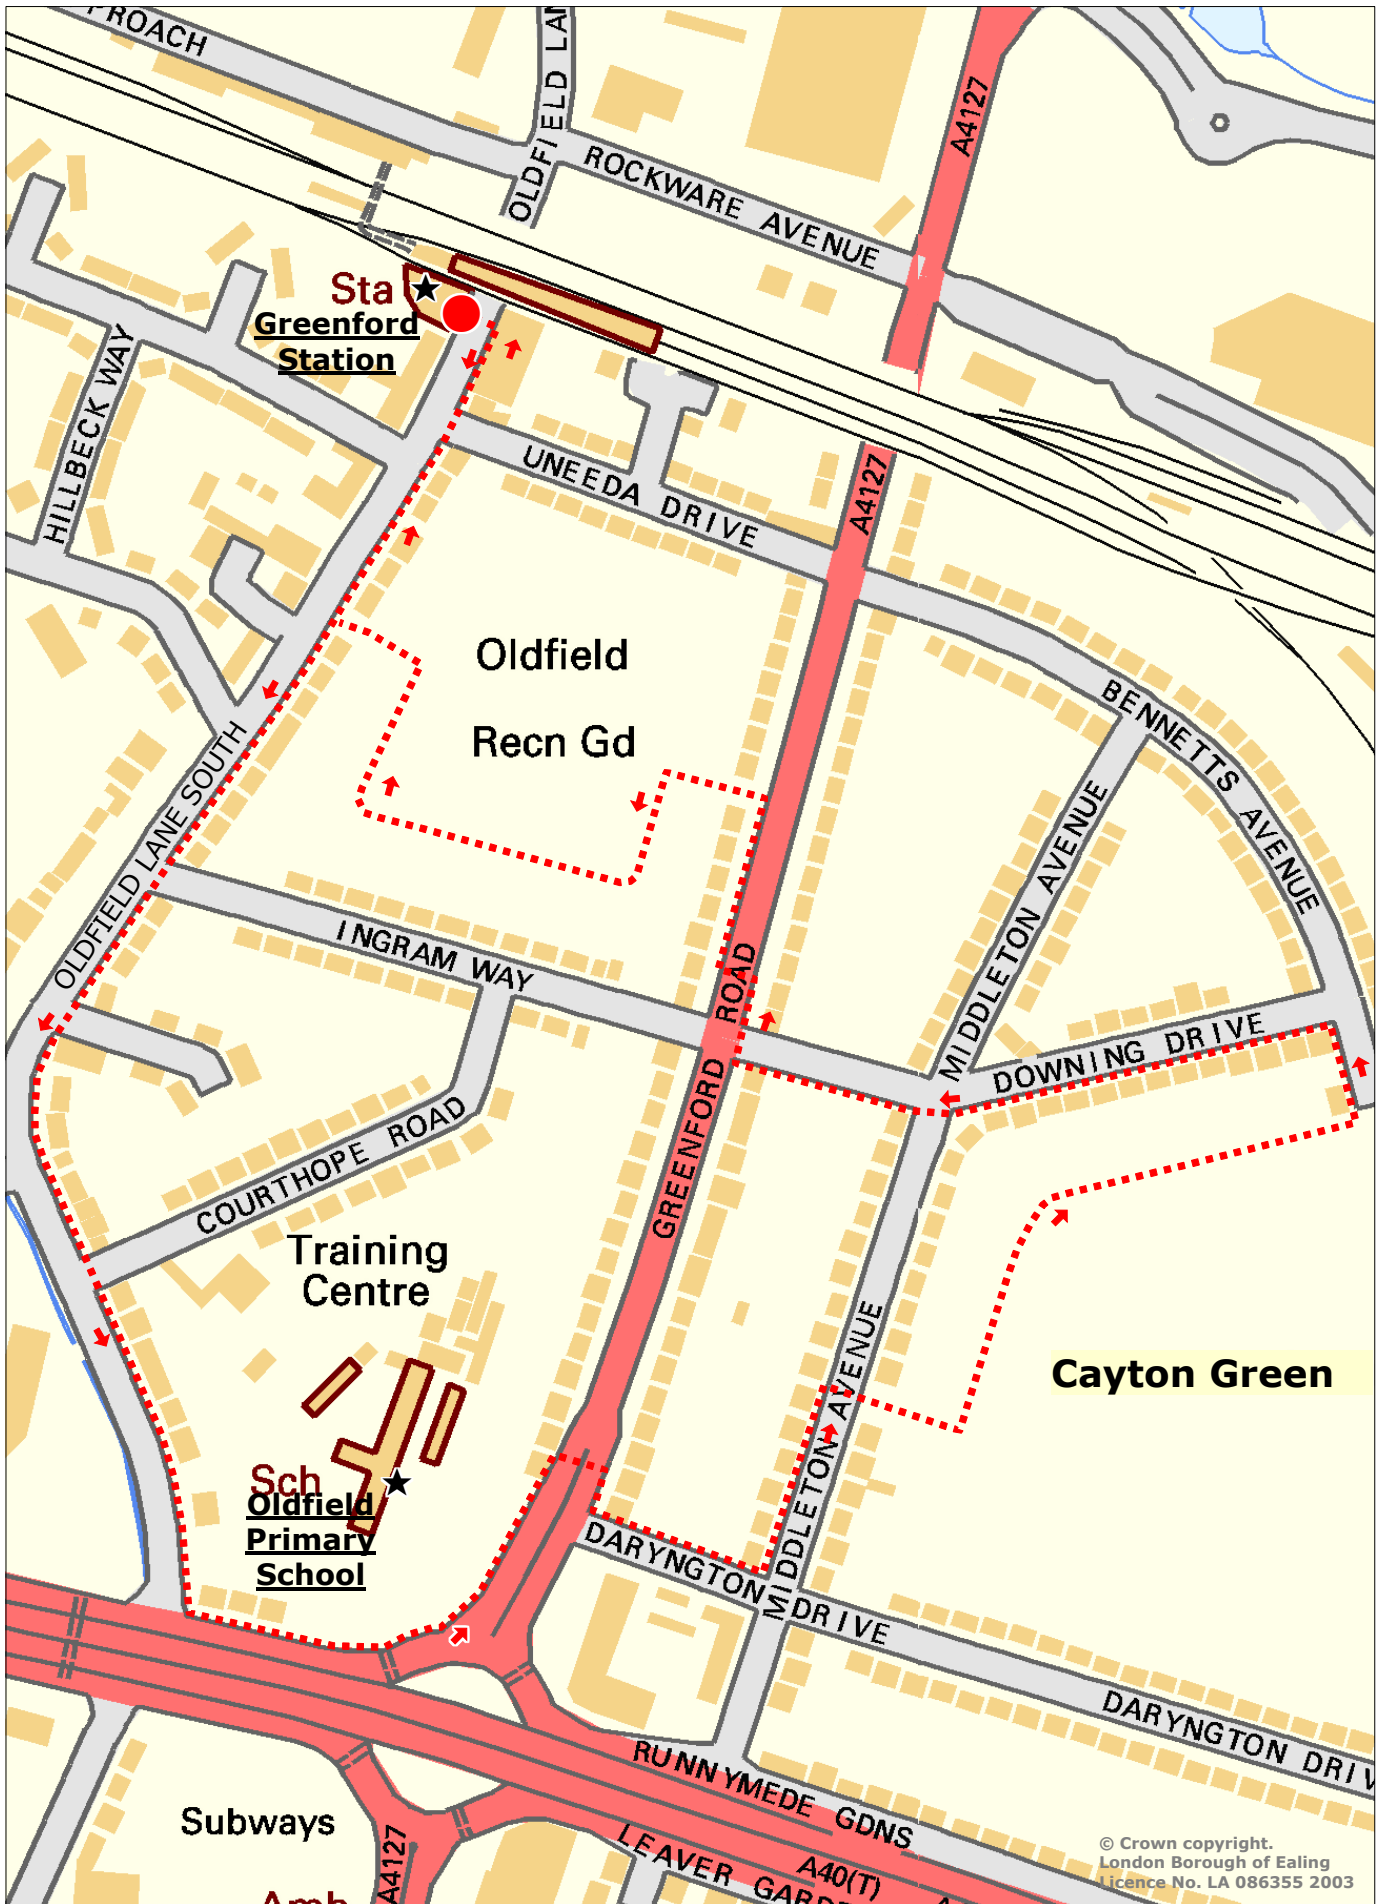 PROACH
OLDFIELD LAN
A4127
ROCKWARE AVENUE
Sta
Greenford
Station
HILLBECK WAY
UNEEDA DRIVE
A4127
Oldfield
Recn Gd
BENNETTS AVENUE
OLDFIELD LANE SOUTH
MIDDLETON AVENUE
INGRAM WAY
GREENFORD ROAD
DOWNING DRIVE
COURTHOPE ROAD
Training
Centre
MIDDLETON AVENUE
Cayton Green
Sch
Oldfield
Primary
School
DARYNGTON DRIVE
DARYNGTON DRIV
RUNNYMEDE GDNS
Subways
A4127
LEAVER GARD
A40(T)
© Crown copyright.
London Borough of Ealing
Licence No. LA 086355 2003